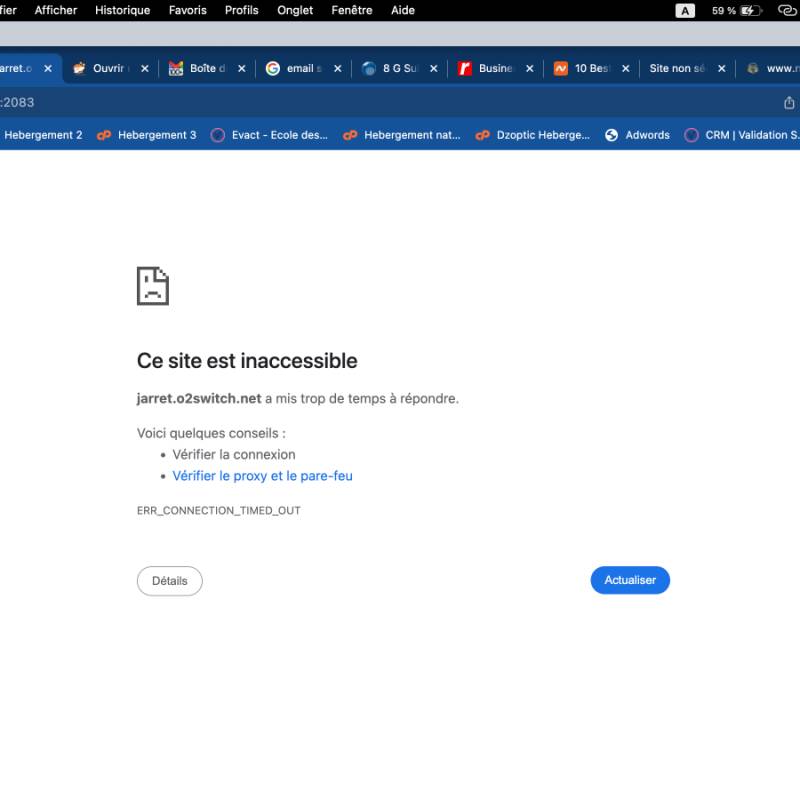 fier Afficher Historique Favoris Profils Onglet Fenêtre Aide A 59 %
arret.o Ouvrir Boîte d email s 8 G Su Busine 10 Bes Site non sé www.
:2083
Hebergement 2 Hebergement 3 Evact - Ecole des... Hebergement nat... Dzoptic Heberge... Adwords CRM | Validation S.
Ce site est inaccessible
jarret.o2switch.net a mis trop de temps à répondre.
Voici quelques conseils :
• Vérifier la connexion
• Vérifier le proxy et le pare-feu
ERR_CONNECTION_TIMED_OUT
Détails Actualiser